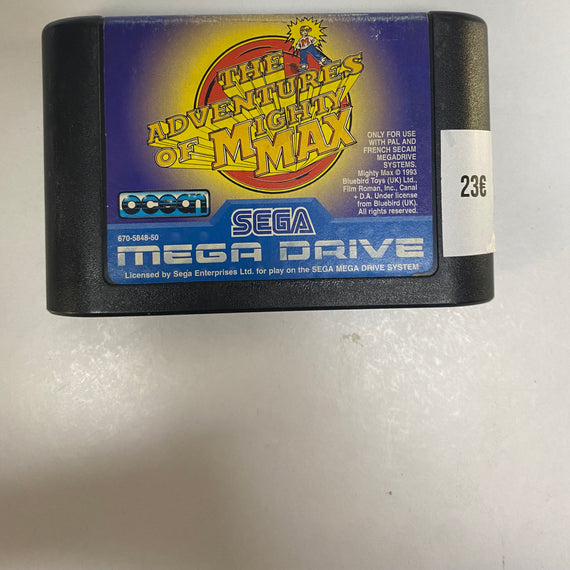 THE
ADVENTURES
OF MIGHTY
MAX
ONLY FOR USE
WITH PAL AND
FRENCH SECAM
MEGADRIVE
SYSTEMS.
Mighty Max © 1993
Bluebird Toys (UK) Ltd.,
Film Roman, Inc., Canal
+ D.A. Under license
from Bluebird (UK).
All rights reserved.
23€
ocean
SEGA
670-5848-50
MEGA DRIVE
Licensed by Sega Enterprises Ltd. for play on the SEGA MEGA DRIVE SYSTEM